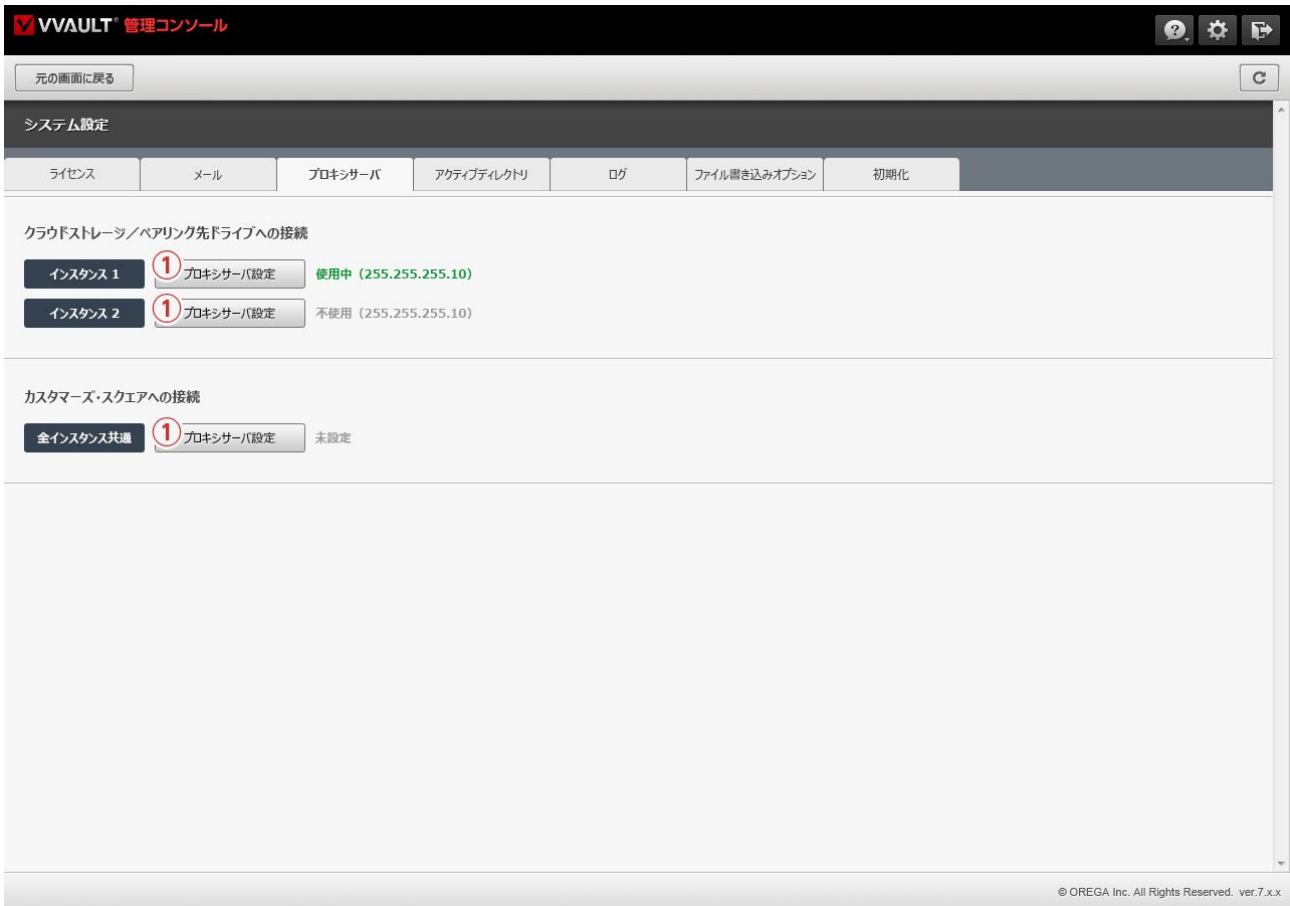 VVAULT® 管理コンソール
元の画面に戻る
システム設定
ライセンス メール プロキシサーバ アクティブディレクトリ ログ ファイル書き込みオプション 初期化
クラウドストレージ／ペアリング先ドライブへの接続
インスタンス 1 ① プロキシサーバ設定 使用中（255.255.255.10）
インスタンス 2 ① プロキシサーバ設定 不使用（255.255.255.10）
カスタマーズ・スクエアへの接続
全インスタンス共通 ① プロキシサーバ設定 未設定
© OREGA Inc. All Rights Reserved. ver.7.x.x